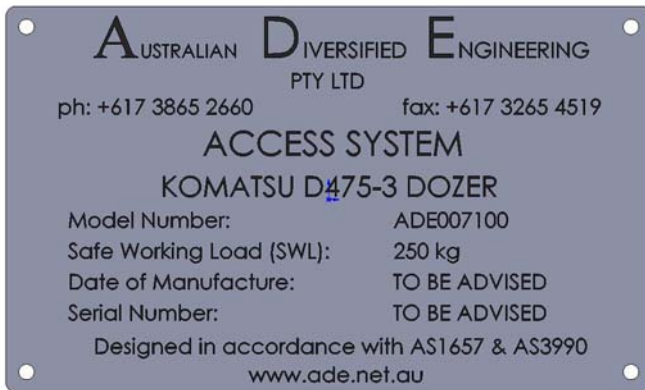 AUSTRALIAN DIVERSIFIED ENGINEERING
PTY LTD
ph: +617 3865 2660 fax: +617 3265 4519
ACCESS SYSTEM
KOMATSU D475-3 DOZER
Model Number: ADE007100
Safe Working Load (SWL): 250 kg
Date of Manufacture: TO BE ADVISED
Serial Number: TO BE ADVISED
Designed in accordance with AS1657 & AS3990
www.ade.net.au